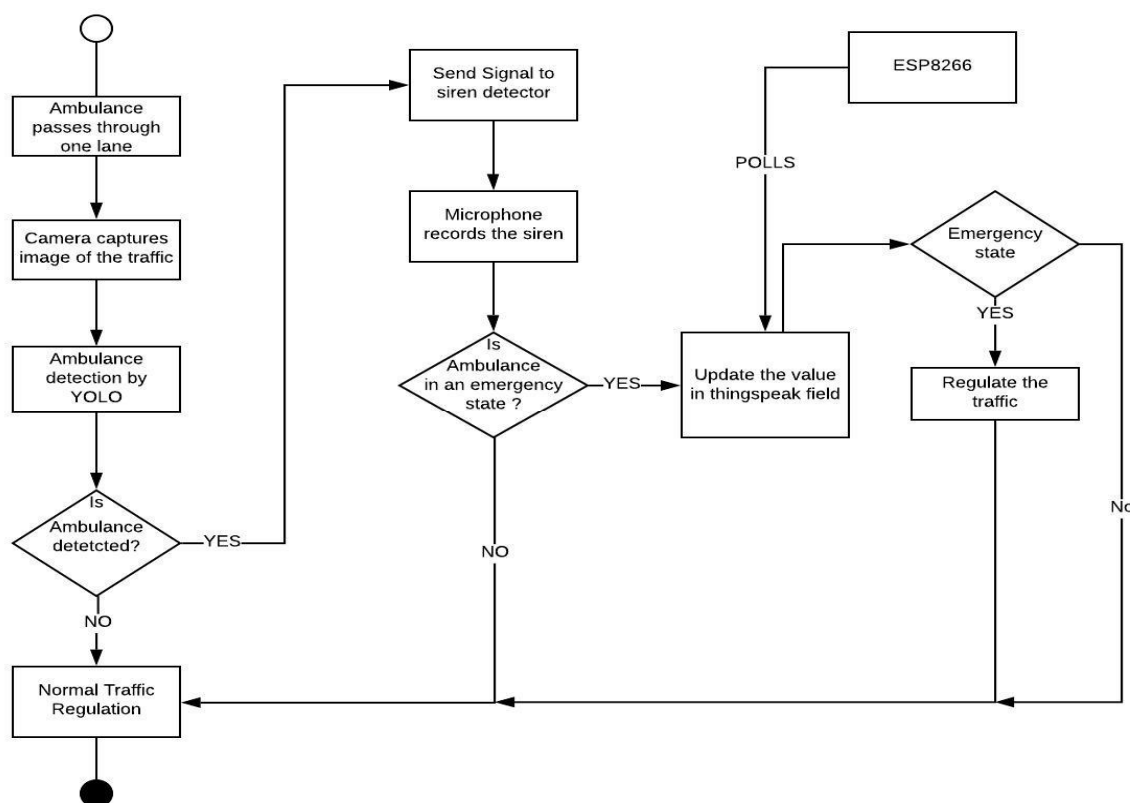 Ambulance
passes through
one lane
Camera captures
image of the traffic
Ambulance
detection by
YOLO
Is
Ambulance
detetcted?
YES
NO
Normal Traffic
Regulation
Send Signal to
siren detector
Microphone
records the siren
Is
Ambulance
in an emergency
state ?
YES
NO
Update the value
in thingspeak field
ESP8266
POLLS
Emergency
state
YES
Regulate the
traffic
No